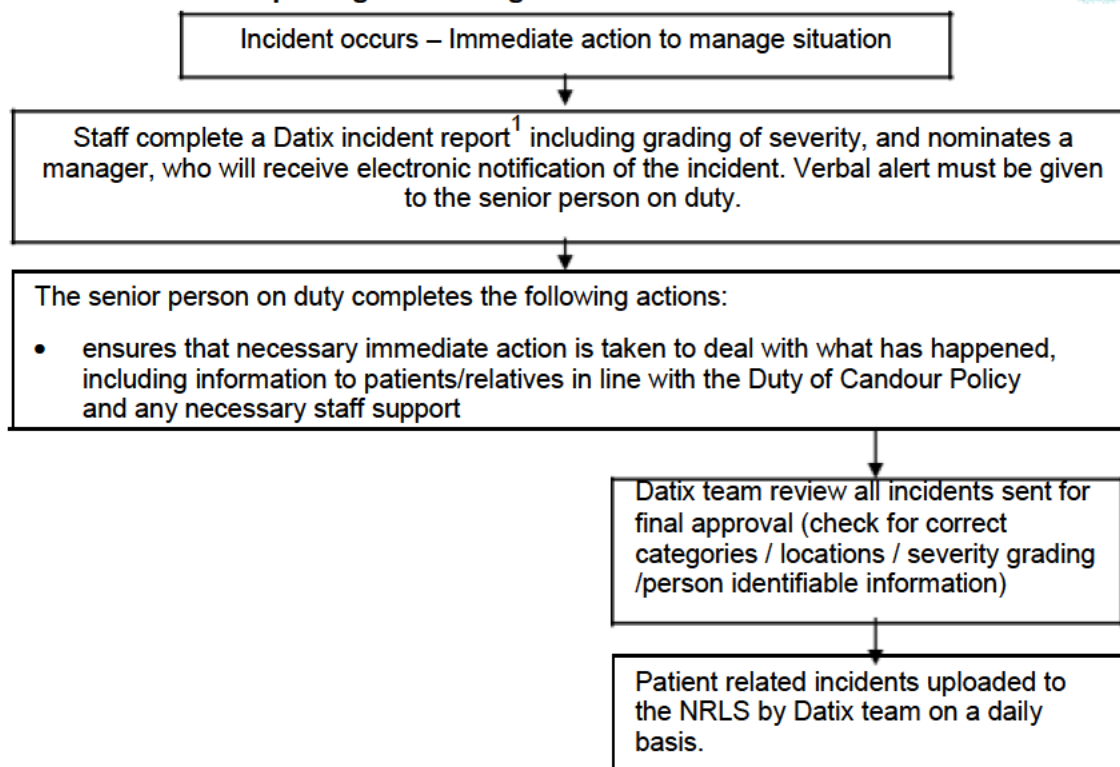 Incident occurs – Immediate action to manage situation
Staff complete a Datix incident report1 including grading of severity, and nominates a
manager, who will receive electronic notification of the incident. Verbal alert must be given
to the senior person on duty.
The senior person on duty completes the following actions:
• ensures that necessary immediate action is taken to deal with what has happened,
including information to patients/relatives in line with the Duty of Candour Policy
and any necessary staff support
Datix team review all incidents sent for
final approval (check for correct
categories / locations / severity grading
/person identifiable information)
Patient related incidents uploaded to
the NRLS by Datix team on a daily
basis.